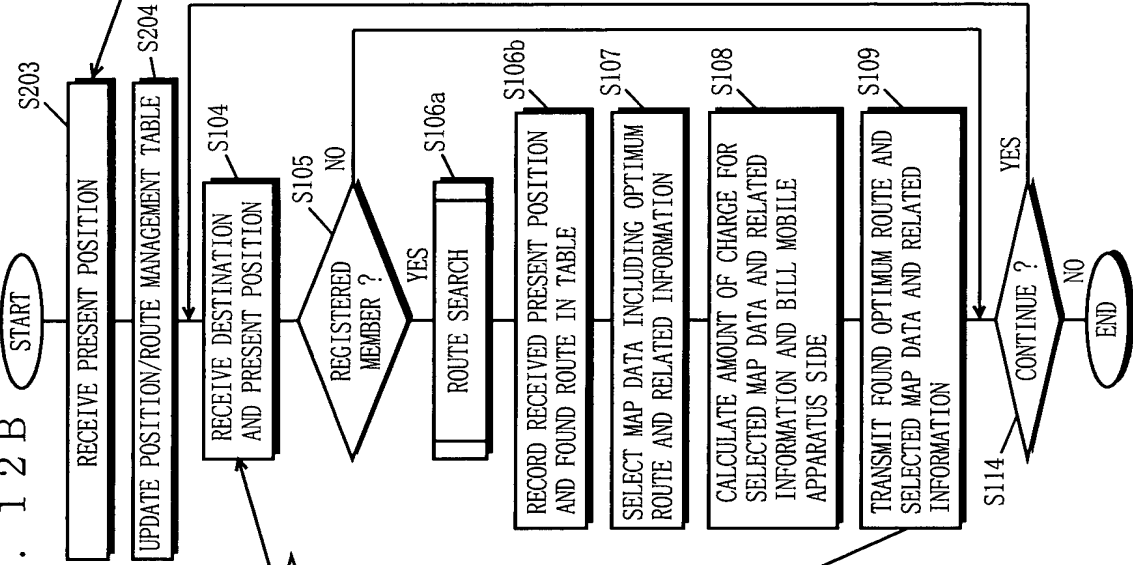 . 1 2 B
START
S203
RECEIVE PRESENT POSITION
S204
UPDATE POSITION/ROUTE MANAGEMENT TABLE
S104
RECEIVE DESTINATION
AND PRESENT POSITION
S105
REGISTERED
MEMBER ?
NO
YES
S106a
ROUTE SEARCH
S106b
RECORD RECEIVED PRESENT POSITION
AND FOUND ROUTE IN TABLE
S107
SELECT MAP DATA INCLUDING OPTIMUM
ROUTE AND RELATED INFORMATION
S108
CALCULATE AMOUNT OF CHARGE FOR
SELECTED MAP DATA AND RELATED
INFORMATION AND BILL MOBILE
APPARATUS SIDE
S109
TRANSMIT FOUND OPTIMUM ROUTE AND
SELECTED MAP DATA AND RELATED
INFORMATION
S114
CONTINUE ?
YES
NO
END